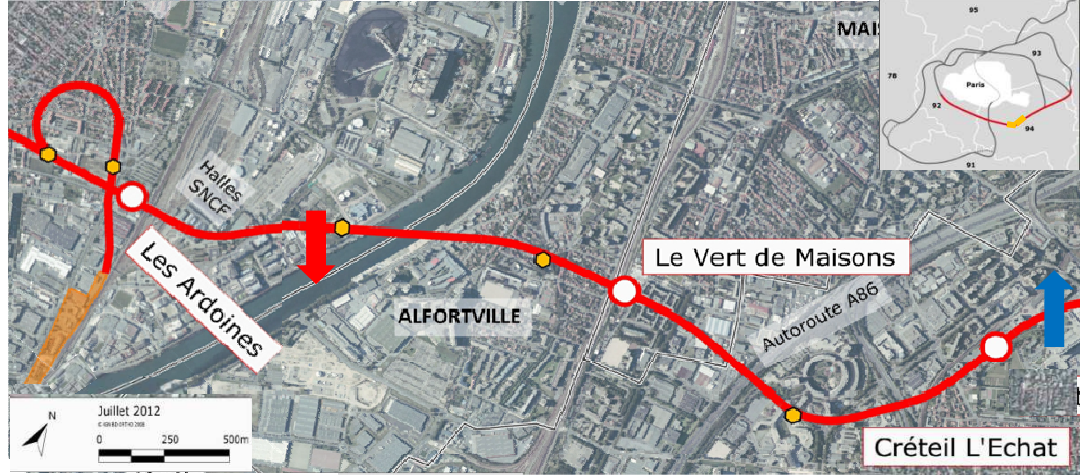 95
MAIS
93
78
Paris
92
94
91
Halles
SNCF
Les Ardoines
Le Vert de Maisons
ALFORTVILLE
Autoroute A86
Juillet 2012
N
0 250 500m
Créteil L'Echat